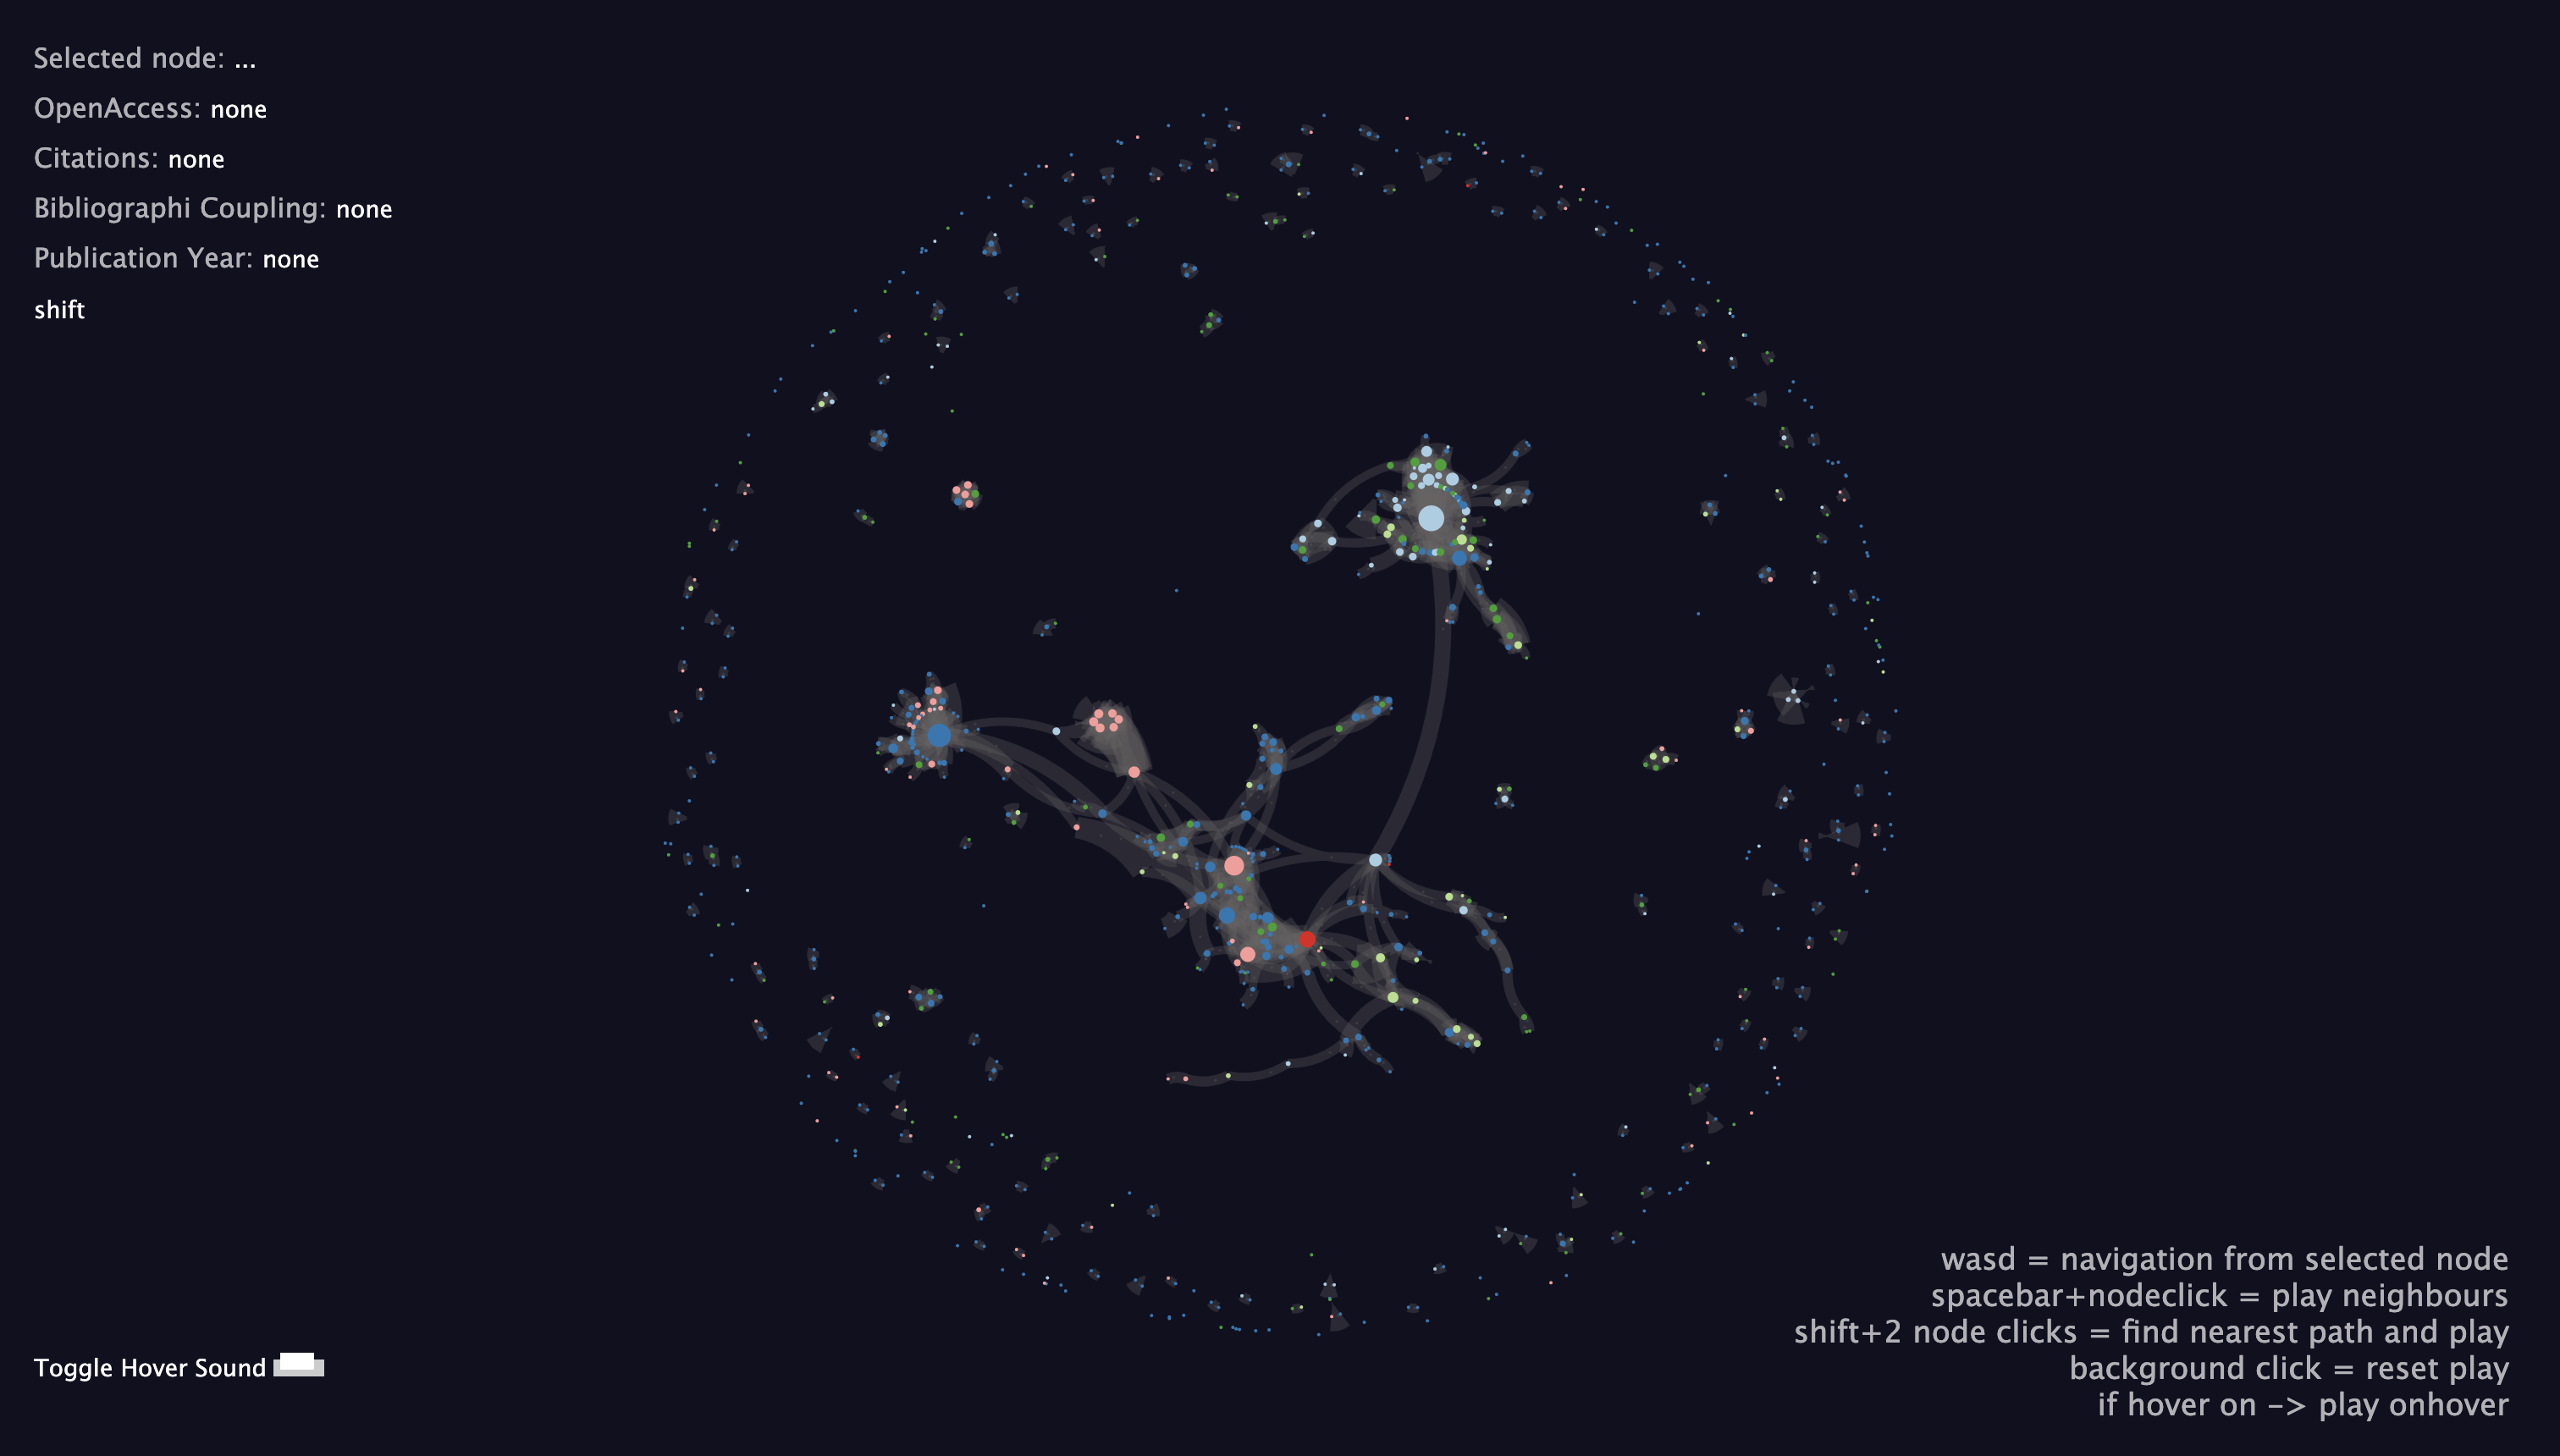 Selected node: ...
OpenAccess: none
Citations: none
Bibliographi Coupling: none
Publication Year: none
shift
wasd = navigation from selected node
spacebar+nodeclick = play neighbours
shift+2 node clicks = find nearest path and play
background click = reset play
if hover on -> play onhover
Toggle Hover Sound